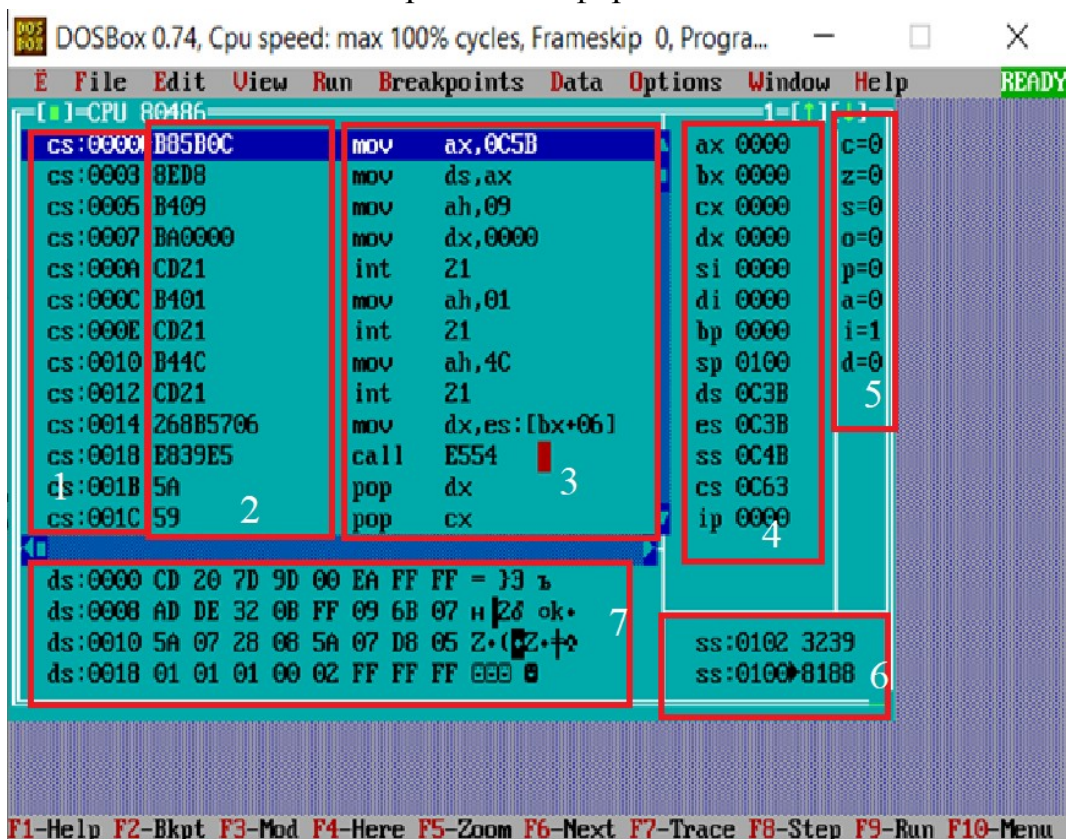 DOSBox 0.74, Cpu speed: max 100% cycles, Frameskip 0, Progra...
Ë File Edit View Run Breakpoints Data Options Window Help READY
=[■]=CPU 80486 1=[↑][↓]=
cs:0000 B85B0C mov ax,0C5B ax 0000 c=0
cs:0003 8ED8 mov ds,ax bx 0000 z=0
cs:0005 B409 mov ah,09 cx 0000 s=0
cs:0007 BA0000 mov dx,0000 dx 0000 o=0
cs:000A CD21 int 21 si 0000 p=0
cs:000C B401 mov ah,01 di 0000 a=0
cs:000E CD21 int 21 bp 0000 i=1
cs:0010 B44C mov ah,4C sp 0100 d=0
cs:0012 CD21 int 21 ds 0C3B 5
cs:0014 268B5706 mov dx,es:[bx+06] es 0C3B
cs:0018 E839E5 call E554 ss 0C4B
cs:001B 5A pop dx cs 0C63
1 2 3
cs:001C 59 pop cx ip 0000
4
ds:0000 CD 20 7D 9D 00 EA FF FF = }Э ъ
ds:0008 AD DE 32 0B FF 09 6B 07 ok•
7
ds:0010 5A 07 28 08 5A 07 D8 05 ss:0102 3239
ds:0018 01 01 01 00 02 FF FF FF ss:0100►8188 6
F1-Help F2-Bkpt F3-Mod F4-Here F5-Zoom F6-Next F7-Trace F8-Step F9-Run F10-Menu